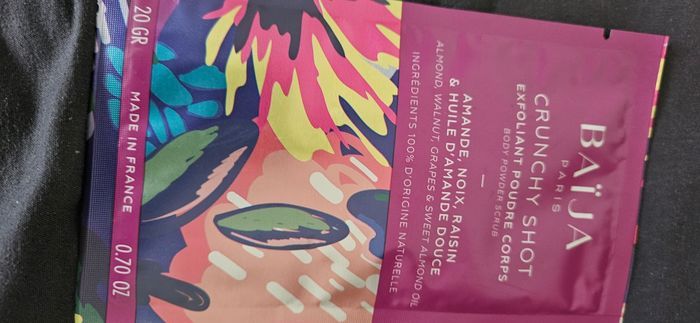 BAÏJA
PARIS
CRUNCHY SHOT
EXFOLIANT POUDRE CORPS
BODY POWDER SCRUB
AMANDE, NOIX, RAISIN
& HUILE D'AMANDE DOUCE
ALMOND, WALNUT, GRAPES & SWEET ALMOND OIL
INGRÉDIENTS 100% D'ORIGINE NATURELLE
20 GR
MADE IN FRANCE
0.70 OZ